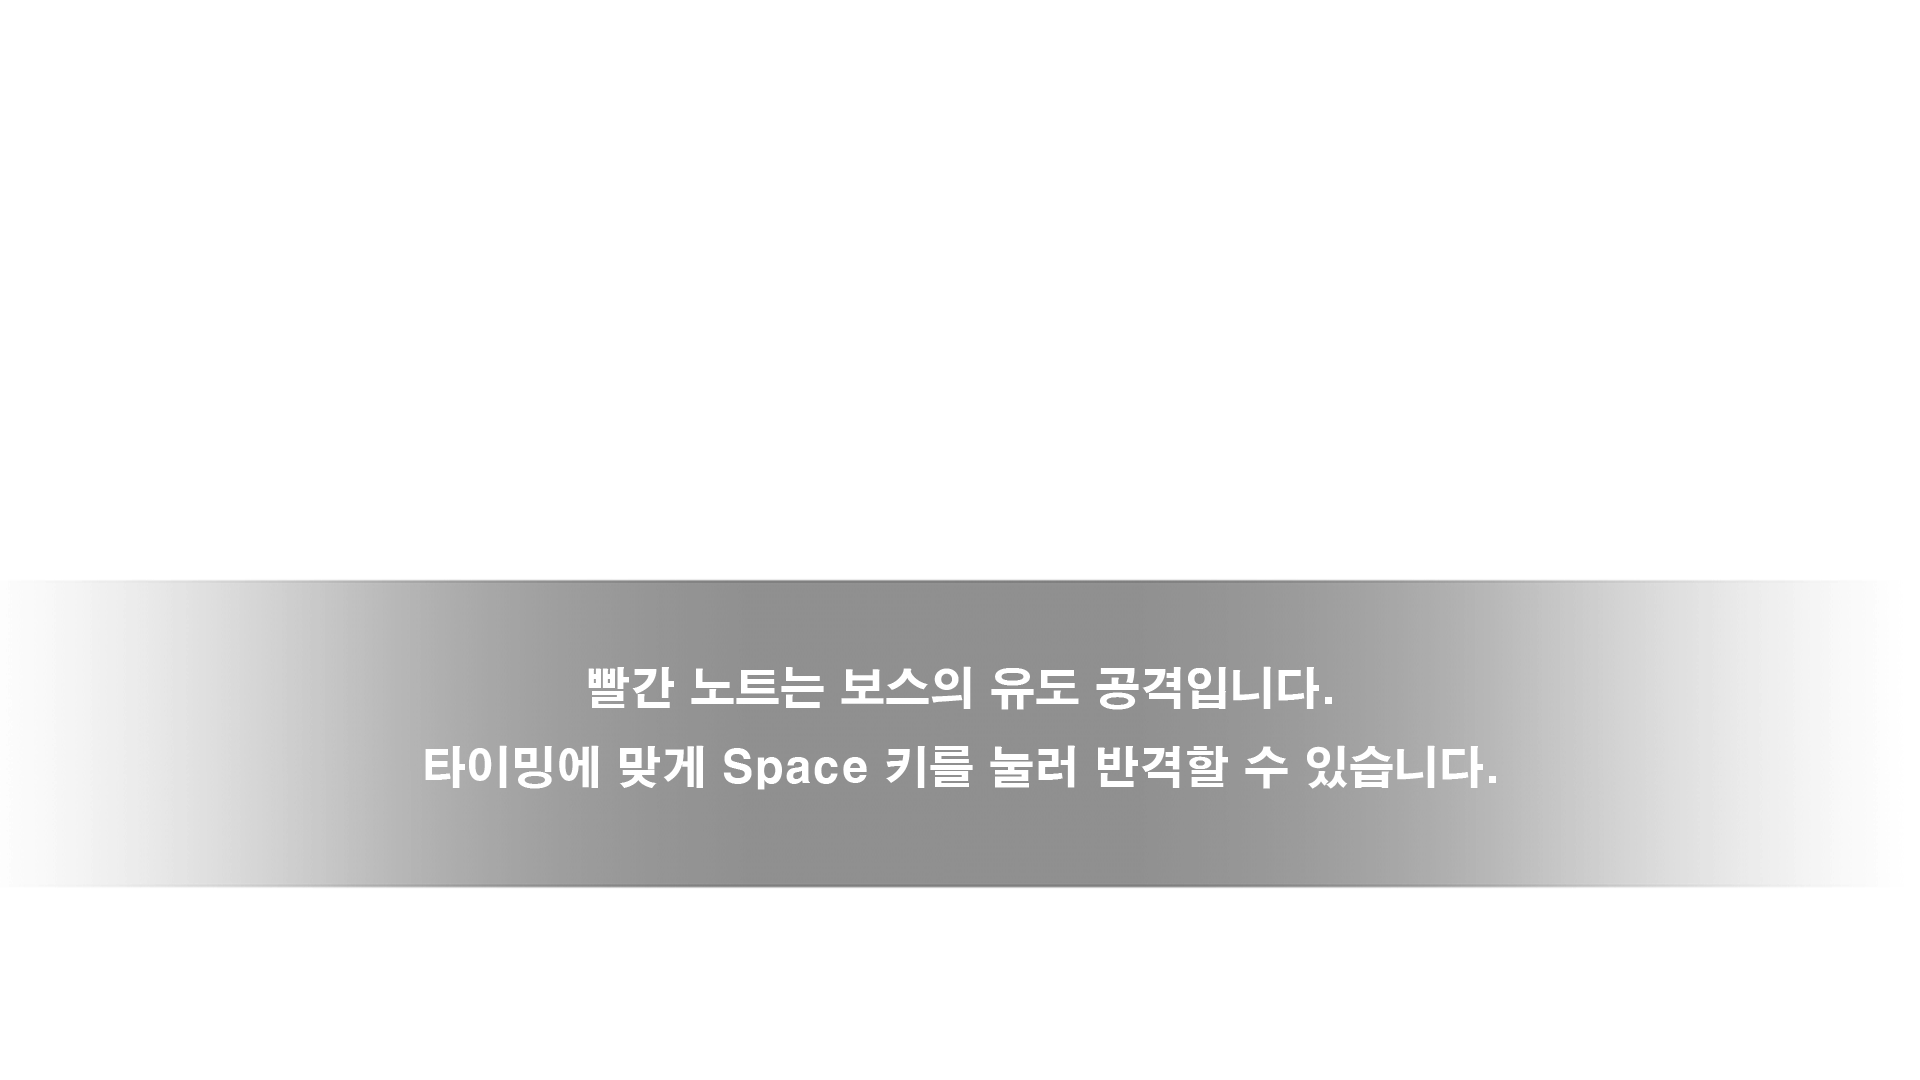 빨간 노트는 보스의 유도 공격입니다.
타이밍에 맞게 Space 키를 눌러 반격할 수 있습니다.